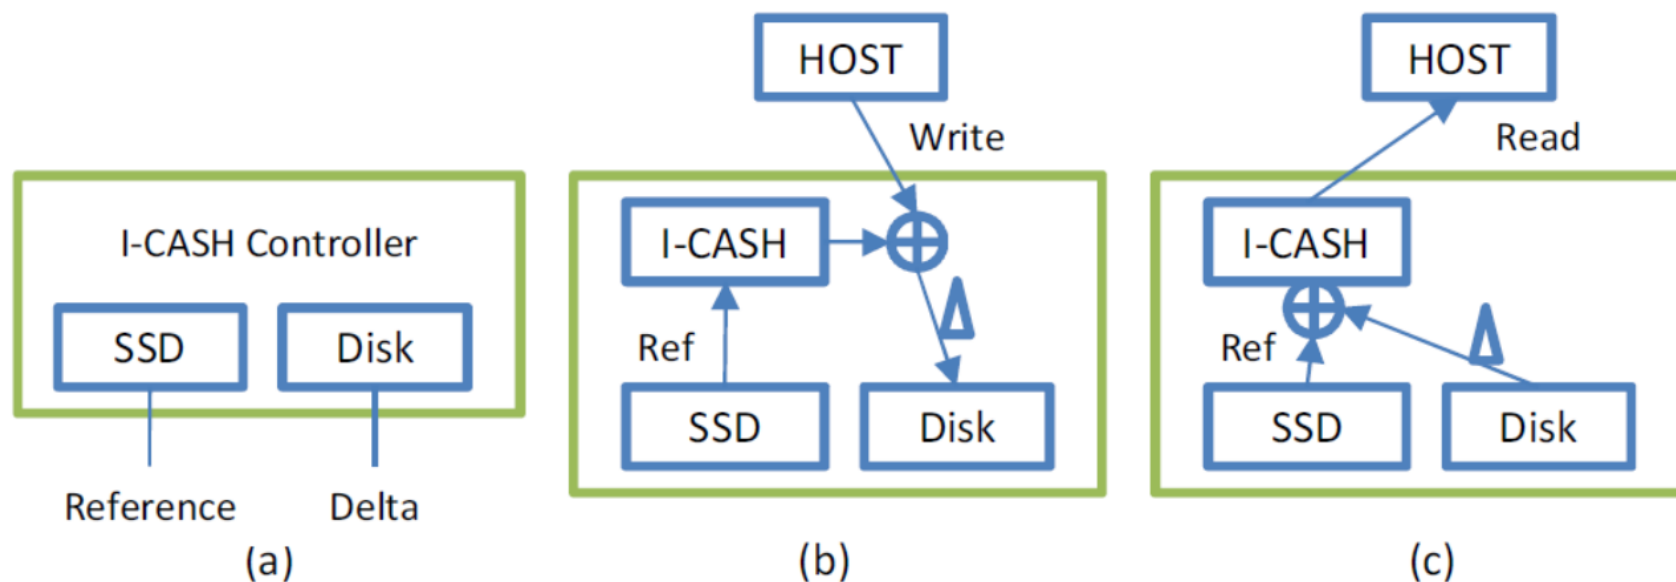 I-CASH Controller
SSD
Disk
Reference
Delta
(a)
HOST
Write
I-CASH
Ref
SSD
Disk
(b)
HOST
Read
I-CASH
Ref
SSD
Disk
(c)